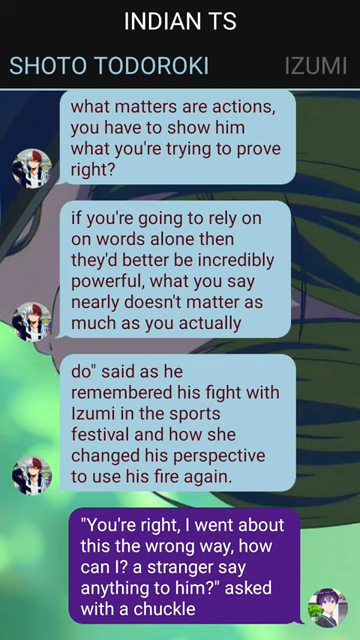 INDIAN TS
SHOTO TODOROKI IZUMI
what matters are actions,
you have to show him
what you're trying to prove
right?
if you're going to rely on
on words alone then
they'd better be incredibly
powerful, what you say
nearly doesn't matter as
much as you actually
do" said as he
remembered his fight with
Izumi in the sports
festival and how she
changed his perspective
to use his fire again.
"You're right, I went about
this the wrong way, how
can I? a stranger say
anything to him?" asked
with a chuckle